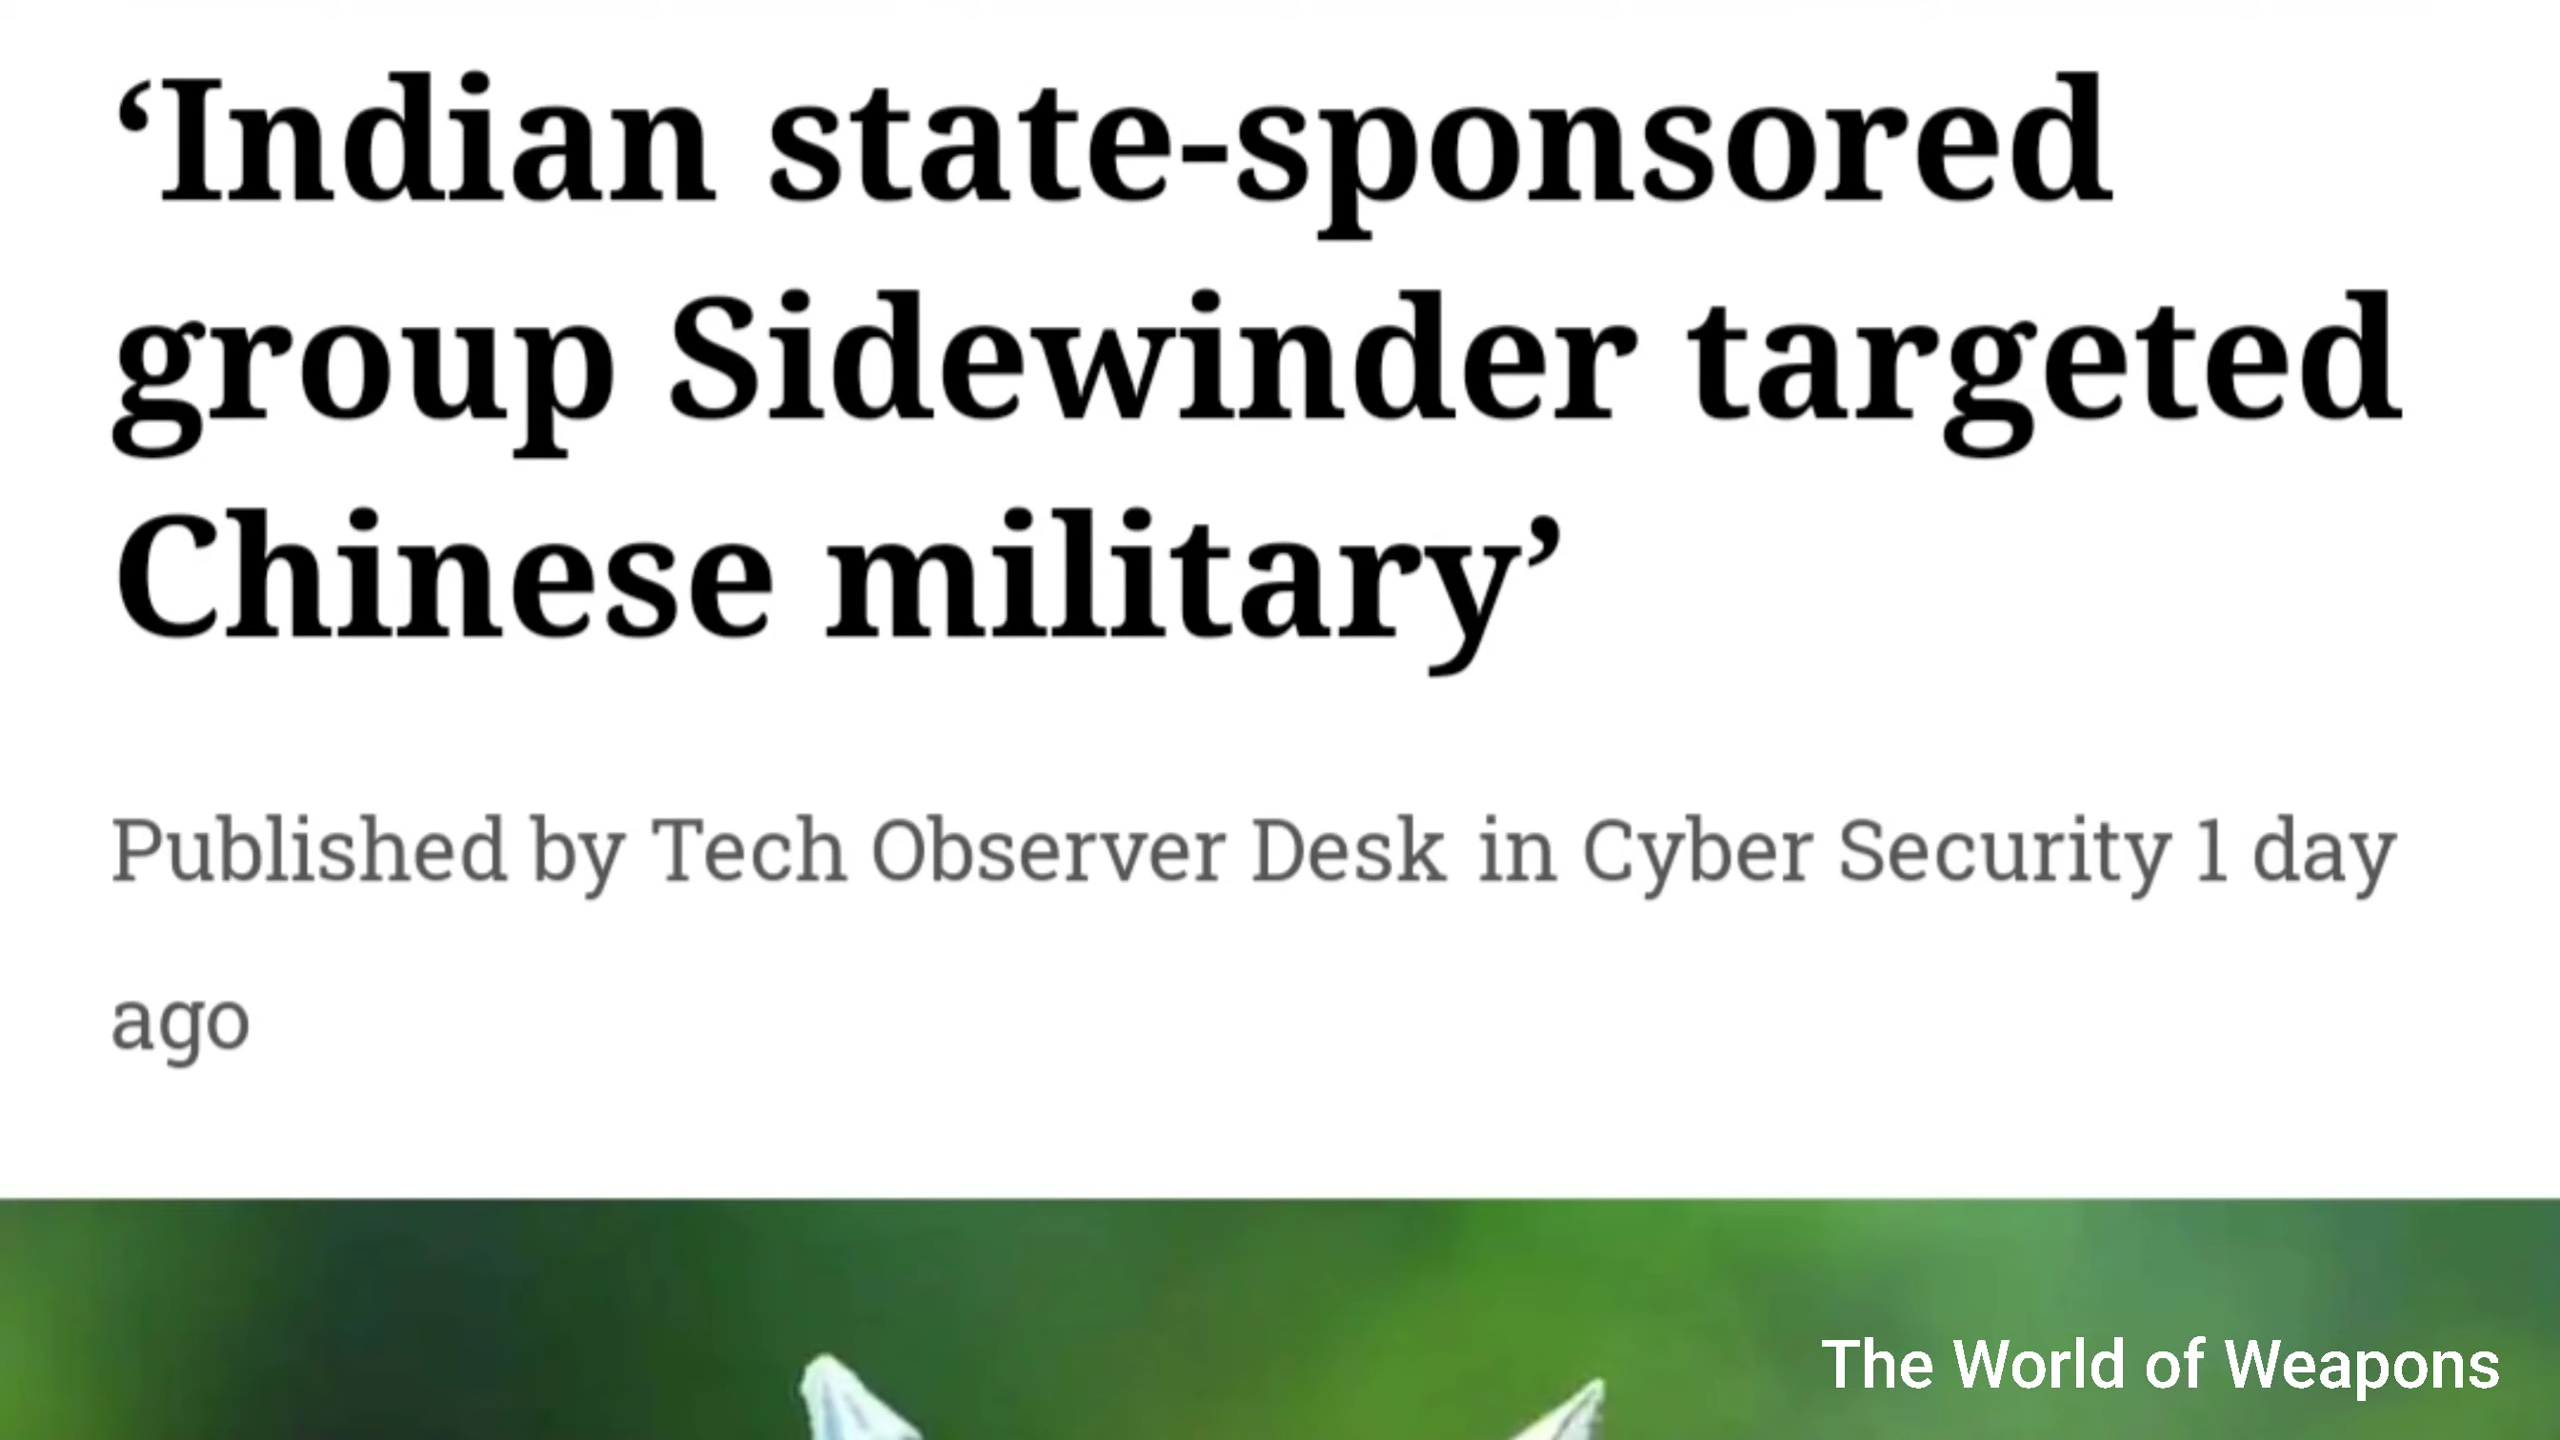 ‘Indian state-sponsored
group Sidewinder targeted
Chinese military’
Published by Tech Observer Desk in Cyber Security 1 day
ago
The World of Weapons